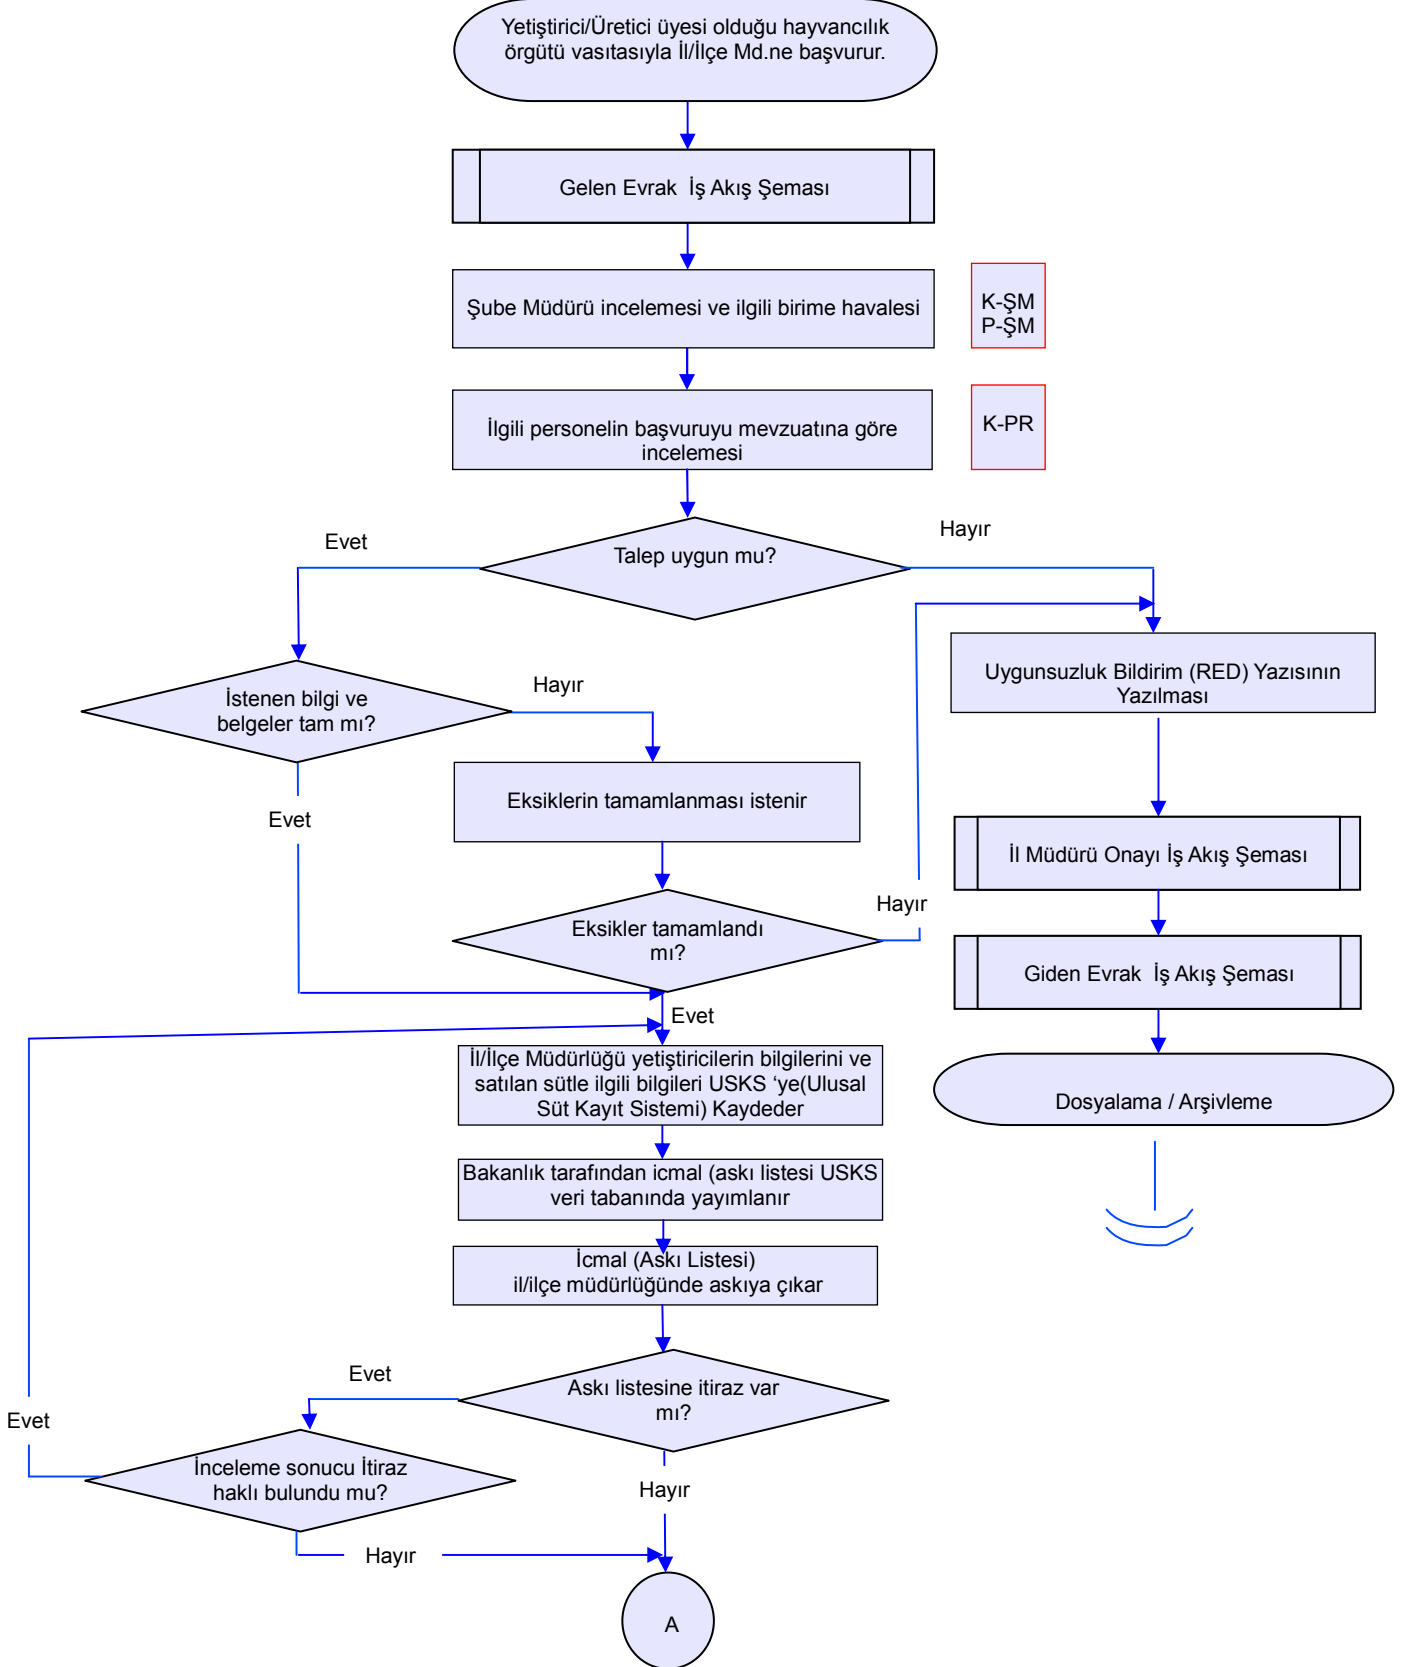 Yetiştirici/Üretici üyesi olduğu hayvancılık
örgütü vasıtasıyla İl/İlçe Md.ne başvurur.
Gelen Evrak İş Akış Şeması
Şube Müdürü incelemesi ve ilgili birime havalesi
K-ŞM
P-ŞM
İlgili personelin başvuruyu mevzuatına göre
incelemesi
K-PR
Talep uygun mu?
Evet
Hayır
İstenen bilgi ve
belgeler tam mı?
Hayır
Uygunsuzluk Bildirim (RED) Yazısının
Yazılması
Evet
Eksiklerin tamamlanması istenir
İl Müdürü Onayı İş Akış Şeması
Hayır
Eksikler tamamlandı
mı?
Giden Evrak İş Akış Şeması
Evet
İl/İlçe Müdürlüğü yetiştiricilerin bilgilerini ve
satılan sütle ilgili bilgileri USKS ‘ye(Ulusal
Süt Kayıt Sistemi) Kaydeder
Dosyalama / Arşivleme
Bakanlık tarafından icmal (askı listesi USKS
veri tabanında yayımlanır
İcmal (Askı Listesi)
il/ilçe müdürlüğünde askıya çıkar
Evet
Askı listesine itiraz var
mı?
Evet
İnceleme sonucu İtiraz
haklı bulundu mu?
Hayır
Hayır
A